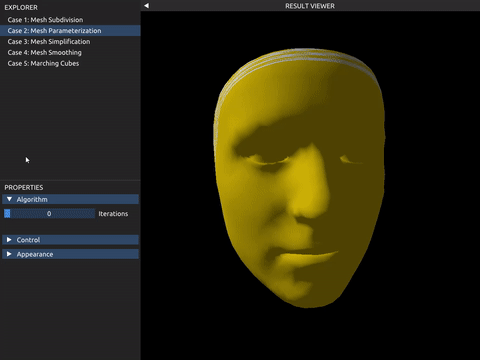 EXPLORER
RESULT VIEWER
Case 1: Mesh Subdivision
Case 2: Mesh Parameterization
Case 3: Mesh Simplification
Case 4: Mesh Smoothing
Case 5: Marching Cubes
PROPERTIES
Algorithm
0 Iterations
Control
Appearance